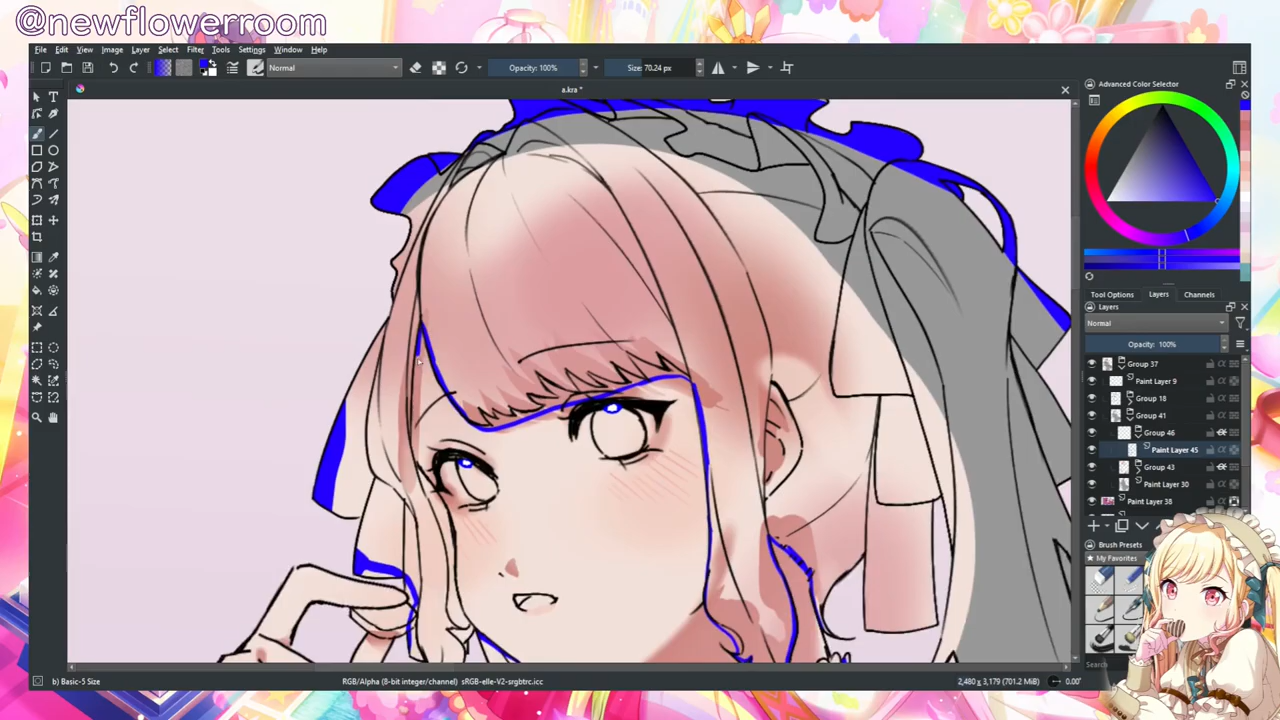 @newflowerroom
File Edit View Image Layer Select Filter Tools Settings Window Help
Normal Opacity: 100% Size: 70.24 px
a.kra *
Advanced Color Selector
Tool Options Layers Channels
Layers
Normal
Opacity: 100%
Group 37
Paint Layer 9
Group 18
Group 41
Group 46
Paint Layer 45
Group 43
Paint Layer 30
Paint Layer 38
Brush Presets
My Favorites
Search
b) Basic-5 Size RGB/Alpha (8-bit integer/channel) sRGB-elle-V2-srgbtrc.icc 2,480 x 3,179 (701.2 MiB) 0.00°